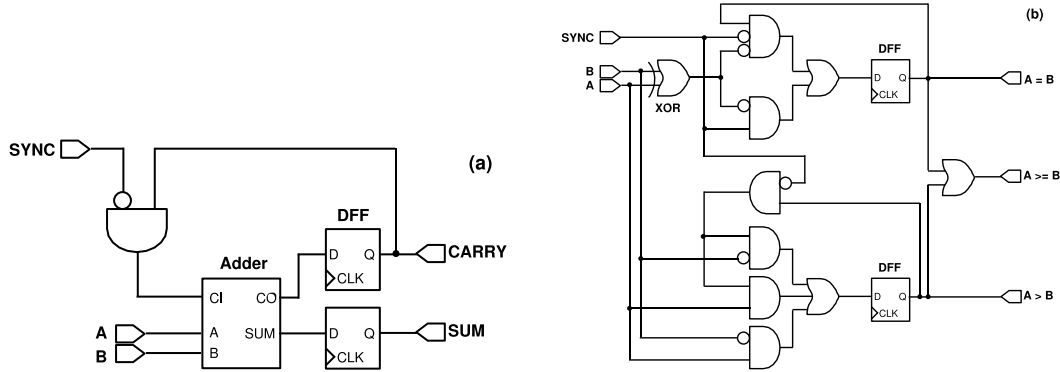 SYNC
(a)
DFF
D Q
CLK
CARRY
Adder
CI CO
A SUM
B
A
B
D Q
CLK
SUM
(b)
SYNC
B
A
XOR
DFF
D Q
CLK
A = B
A >= B
DFF
D Q
CLK
A > B